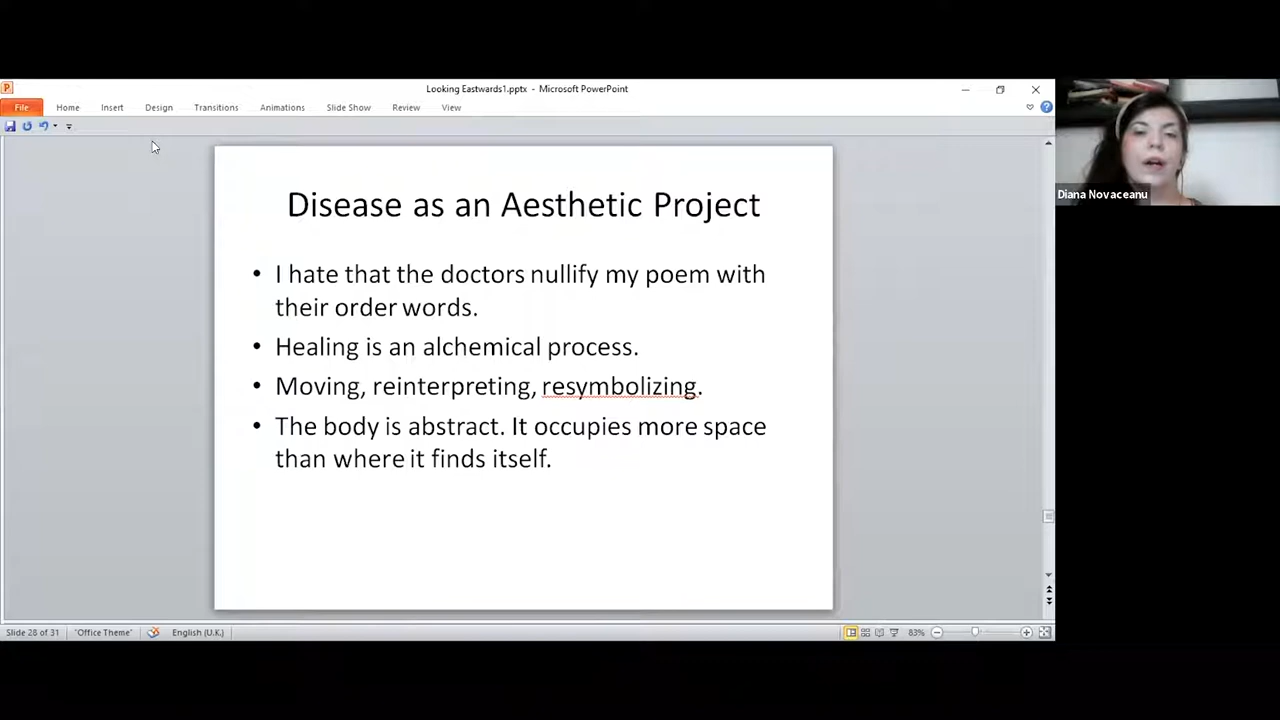 Looking Eastwards1.pptx - Microsoft PowerPoint
File Home Insert Design Transitions Animations Slide Show Review View
Disease as an Aesthetic Project
• I hate that the doctors nullify my poem with
their order words.
• Healing is an alchemical process.
• Moving, reinterpreting, resymbolizing.
• The body is abstract. It occupies more space
than where it finds itself.
Diana Novaceanu
Slide 28 of 31 "Office Theme" English (U.K.) 83%